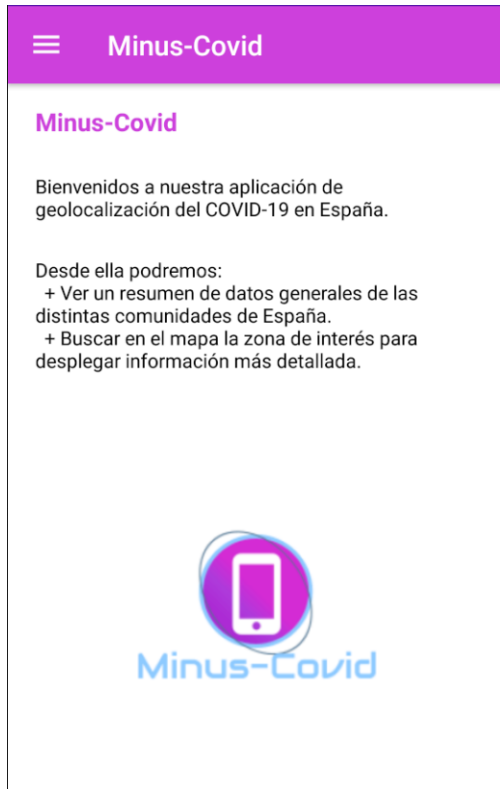 Minus-Covid
Minus-Covid
Bienvenidos a nuestra aplicación de
geolocalización del COVID-19 en España.
Desde ella podremos:
+ Ver un resumen de datos generales de las
distintas comunidades de España.
+ Buscar en el mapa la zona de interés para
desplegar información más detallada.
Minus-Covid